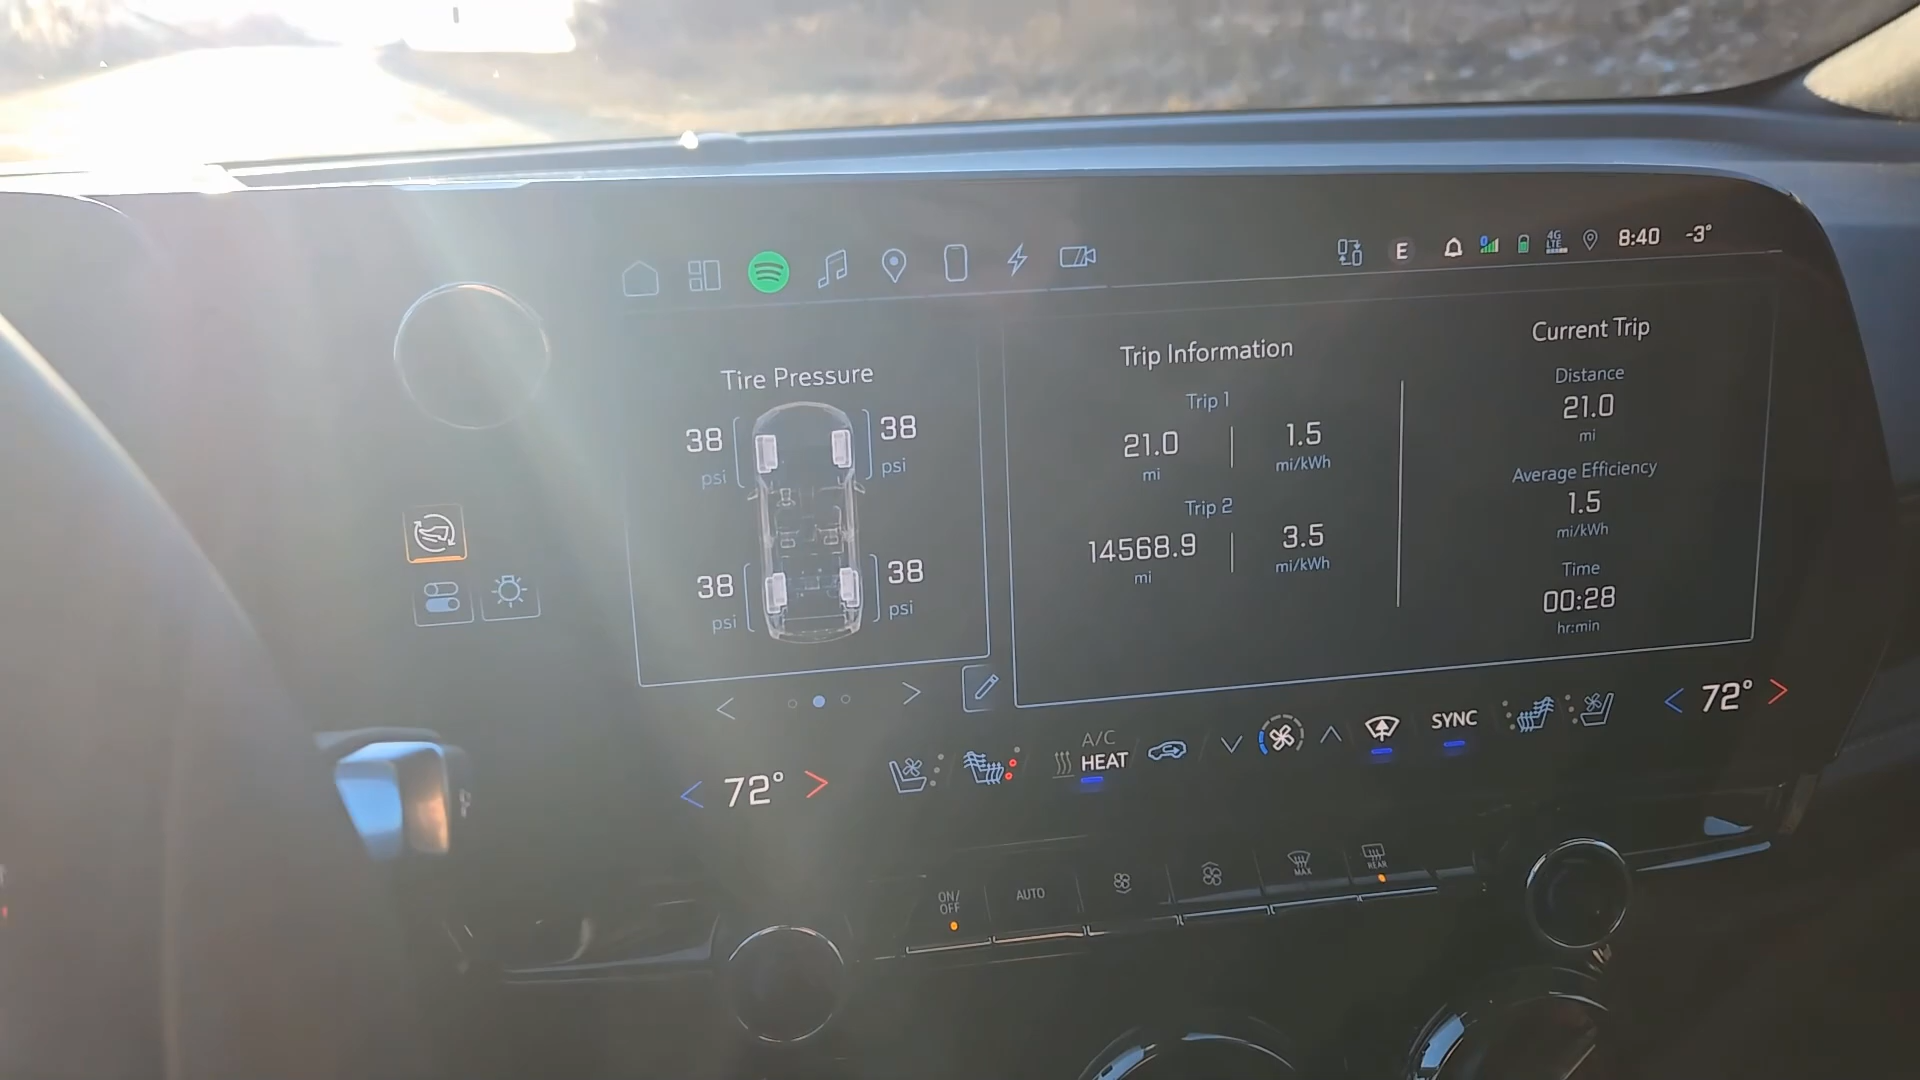 E
4G
LTE
8:40
-3°
Tire Pressure
38
psi
38
psi
38
psi
38
psi
Trip Information
Trip 1
21.0
mi
1.5
mi/kWh
Trip 2
14568.9
mi
3.5
mi/kWh
Current Trip
Distance
21.0
mi
Average Efficiency
1.5
mi/kWh
Time
00:28
hr:min
72°
A/C
HEAT
SYNC
72°
ON/
OFF
AUTO
MAX
REAR